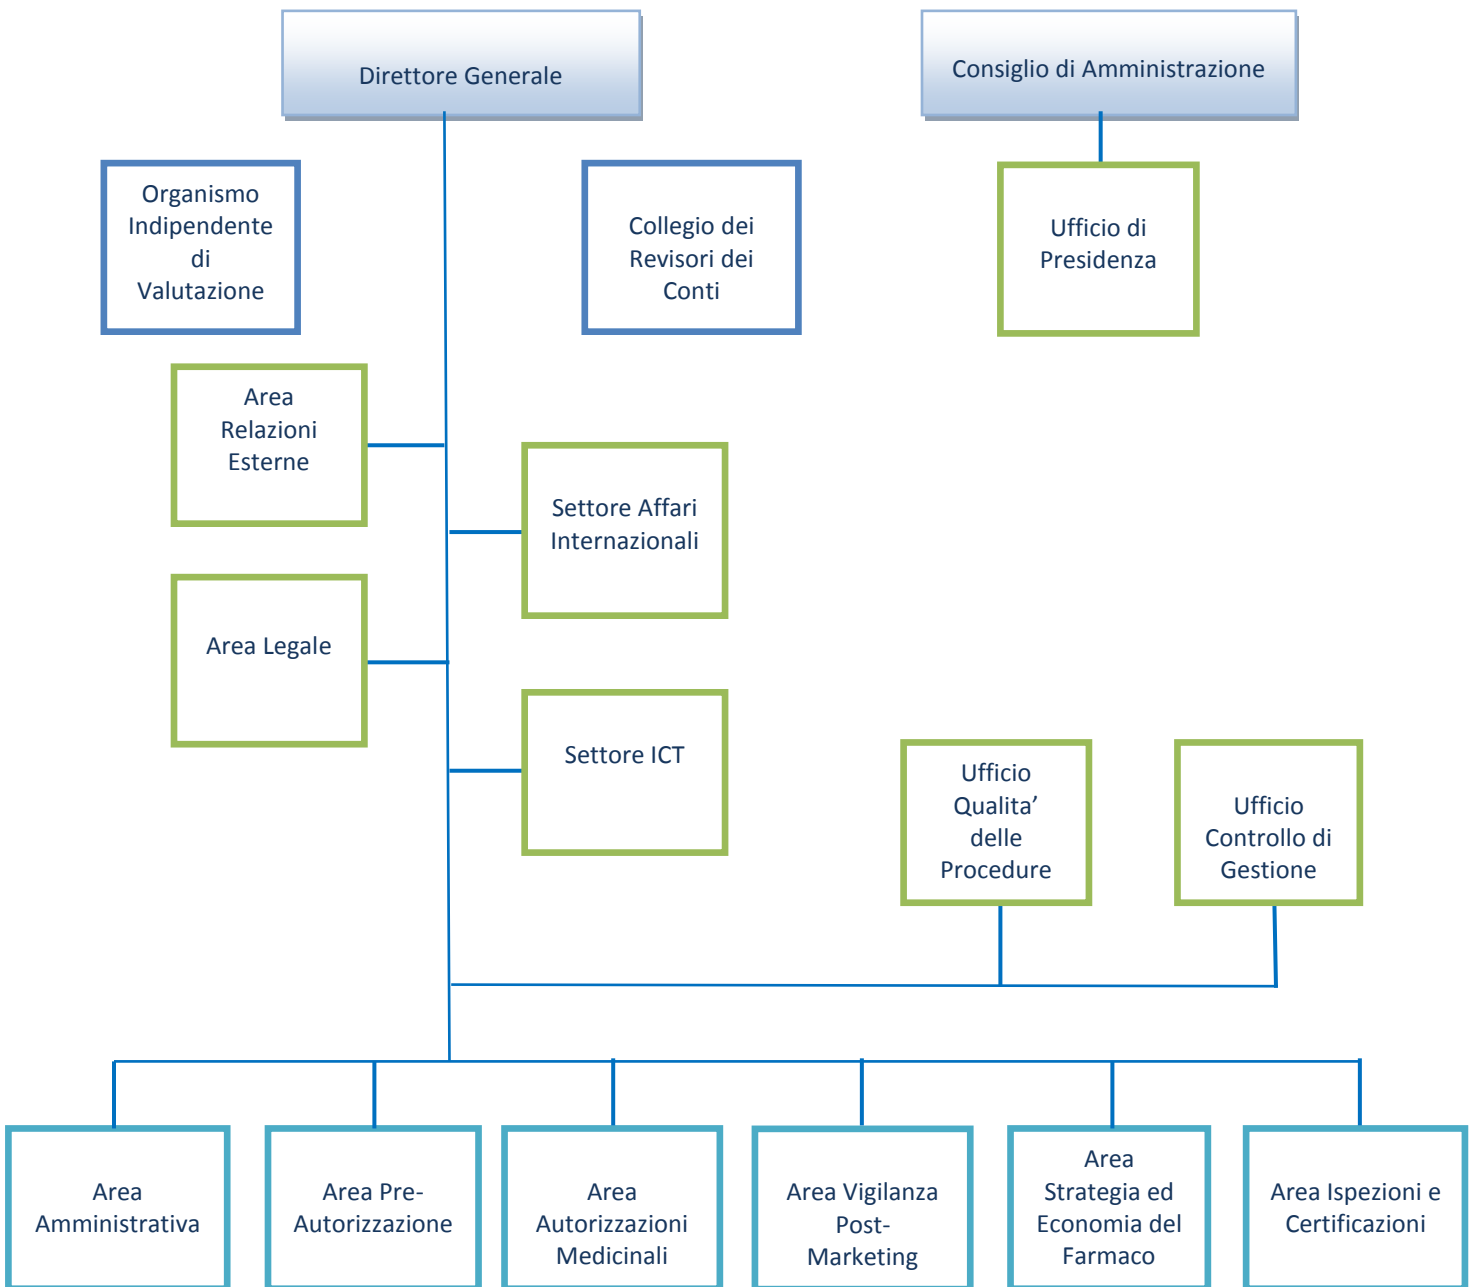 Direttore Generale
Consiglio di Amministrazione
Organismo
Indipendente
di
Valutazione
Collegio dei
Revisori dei
Conti
Ufficio di
Presidenza
Area
Relazioni
Esterne
Settore Affari
Internazionali
Area Legale
Settore ICT
Ufficio
Qualita’
delle
Procedure
Ufficio
Controllo di
Gestione
Area
Amministrativa
Area Pre-
Autorizzazione
Area
Autorizzazioni
Medicinali
Area Vigilanza
Post-
Marketing
Area
Strategia ed
Economia del
Farmaco
Area Ispezioni e
Certificazioni